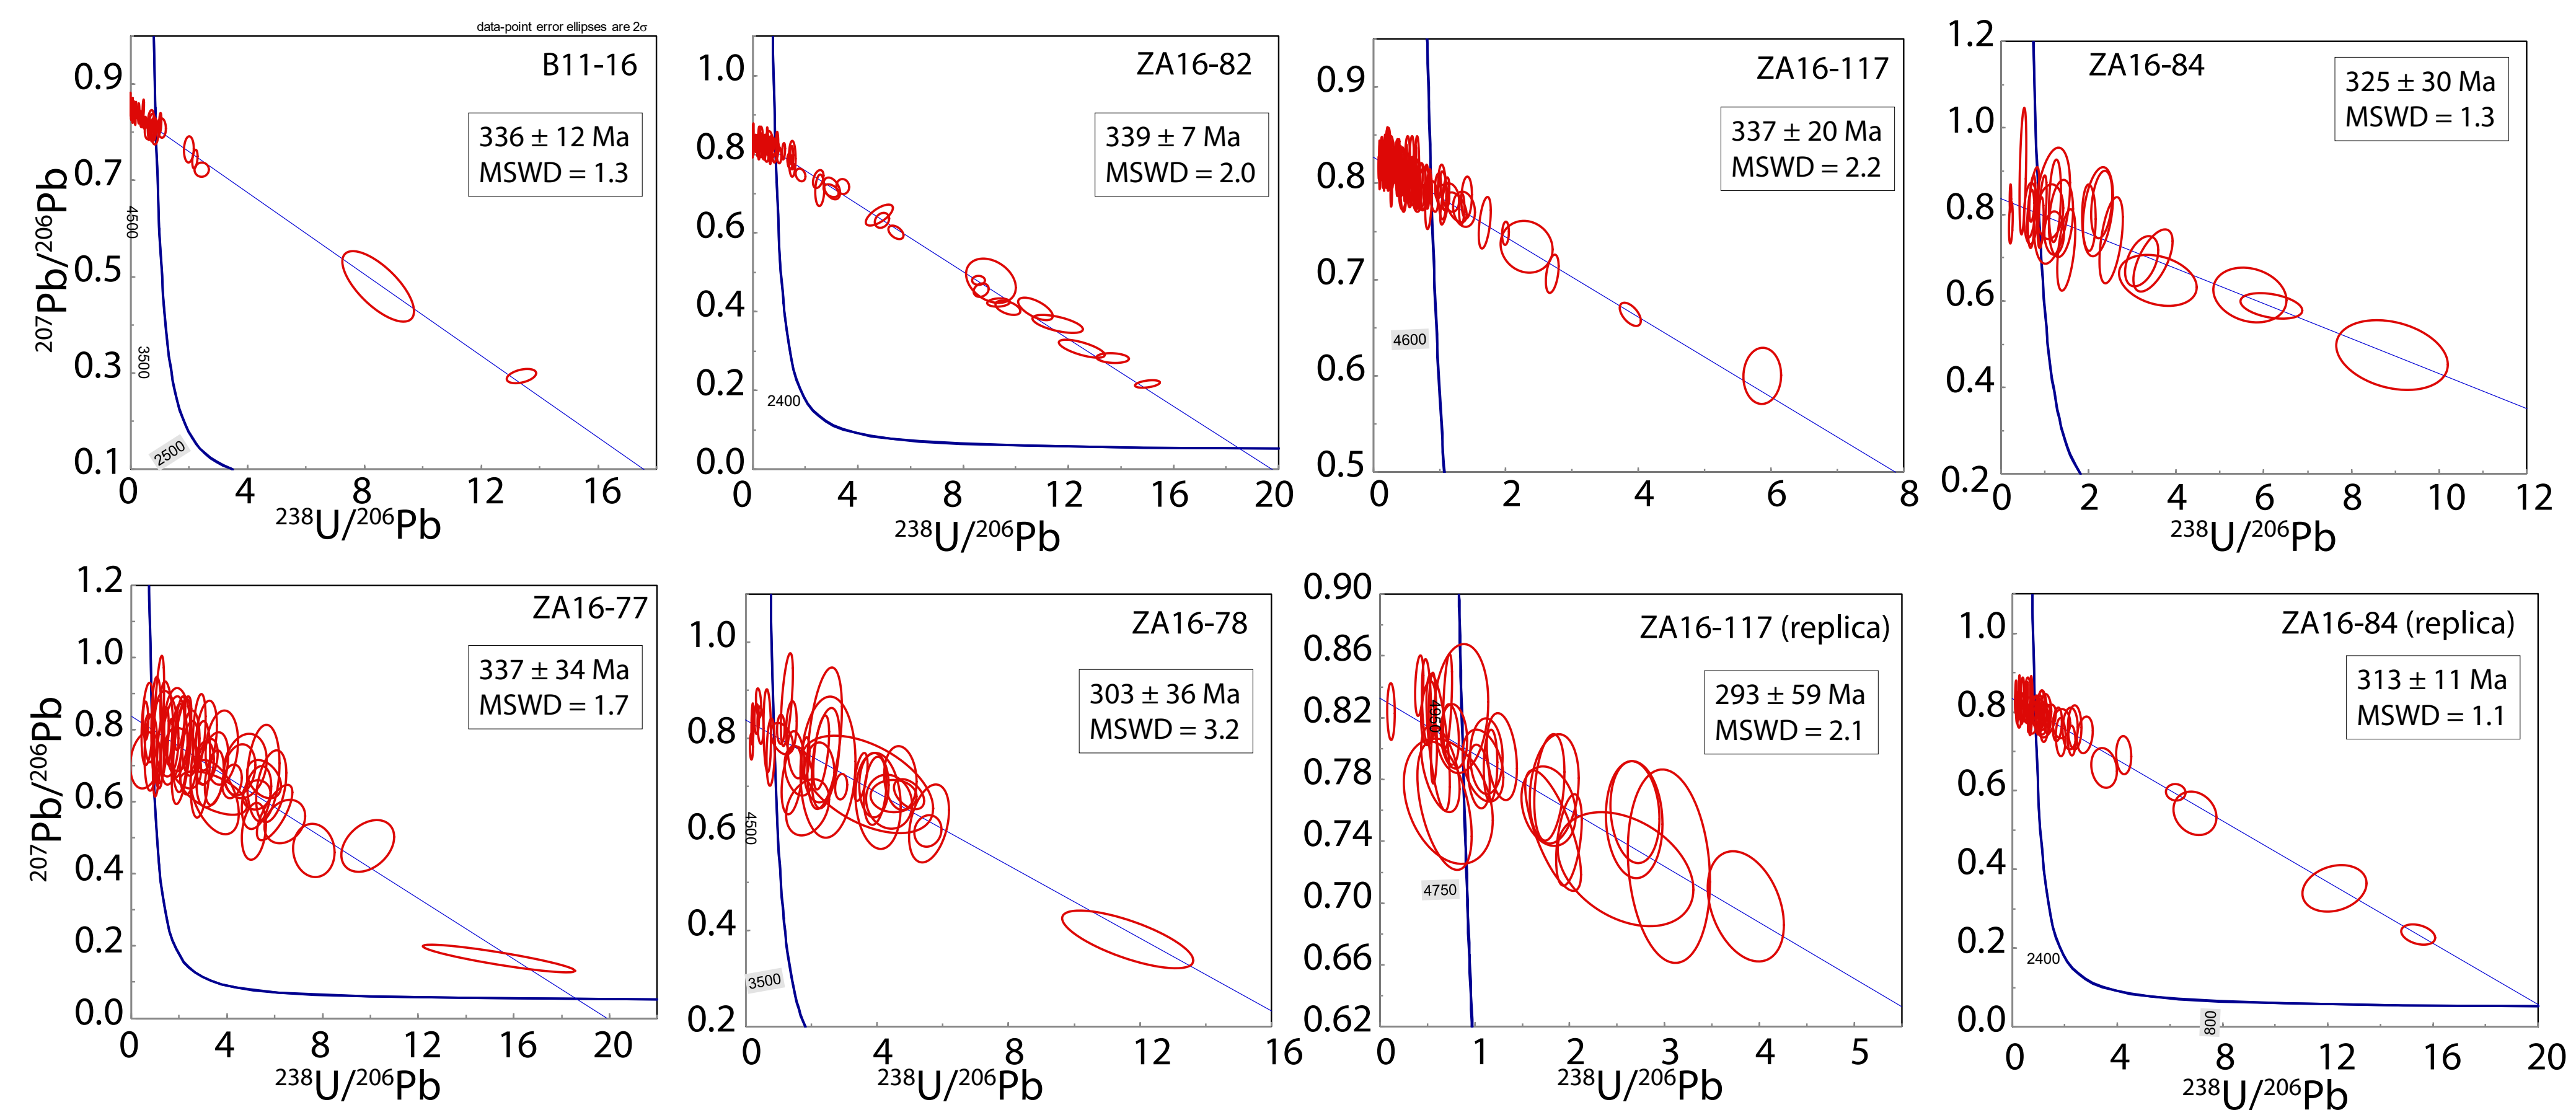 data-point error ellipses are 2σ
B11-16
336 ± 12 Ma
MSWD = 1.3
207Pb/206Pb
0.9
0.7
0.5
0.3
0.1
4500
3500
2500
0 4 8 12 16
238U/206Pb
ZA16-82
339 ± 7 Ma
MSWD = 2.0
1.0
0.8
0.6
0.4
0.2
0.0
2400
0 4 8 12 16 20
238U/206Pb
ZA16-117
337 ± 20 Ma
MSWD = 2.2
0.9
0.8
0.7
0.6
0.5
4600
0 2 4 6 8
238U/206Pb
ZA16-84
325 ± 30 Ma
MSWD = 1.3
1.2
1.0
0.8
0.6
0.4
0.2
0 2 4 6 8 10 12
238U/206Pb
ZA16-77
337 ± 34 Ma
MSWD = 1.7
207Pb/206Pb
1.2
1.0
0.8
0.6
0.4
0.2
0.0
0 4 8 12 16 20
238U/206Pb
ZA16-78
303 ± 36 Ma
MSWD = 3.2
1.0
0.8
0.6
0.4
0.2
4500
3500
0 4 8 12 16
238U/206Pb
ZA16-117 (replica)
293 ± 59 Ma
MSWD = 2.1
0.90
0.86
0.82
0.78
0.74
0.70
0.66
0.62
4950
4750
0 1 2 3 4 5
238U/206Pb
ZA16-84 (replica)
313 ± 11 Ma
MSWD = 1.1
1.0
0.8
0.6
0.4
0.2
0.0
2400
800
0 4 8 12 16 20
238U/206Pb